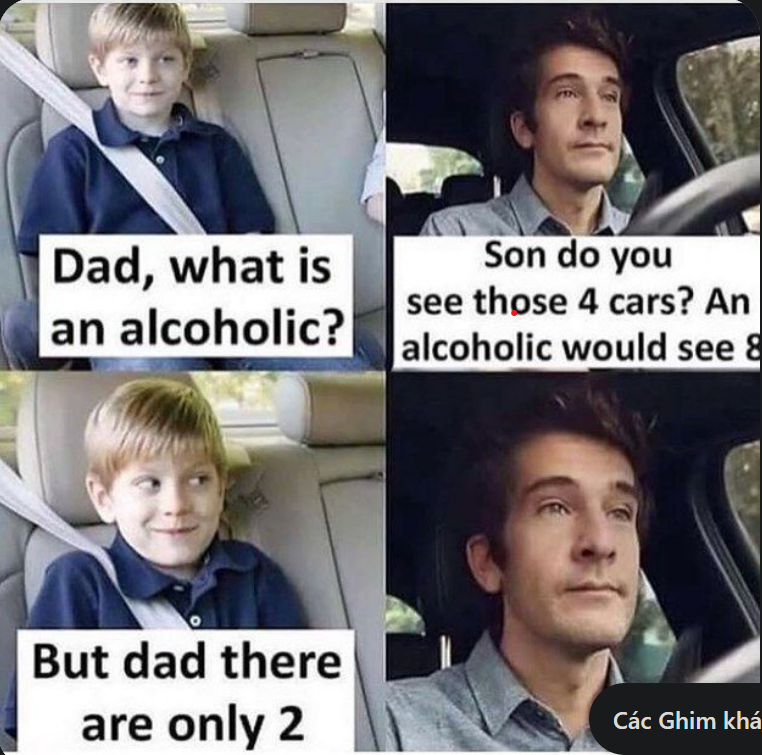 Dad, what is
an alcoholic?
Son do you
see those 4 cars? An
alcoholic would see 8
But dad there
are only 2
Các Ghim khá